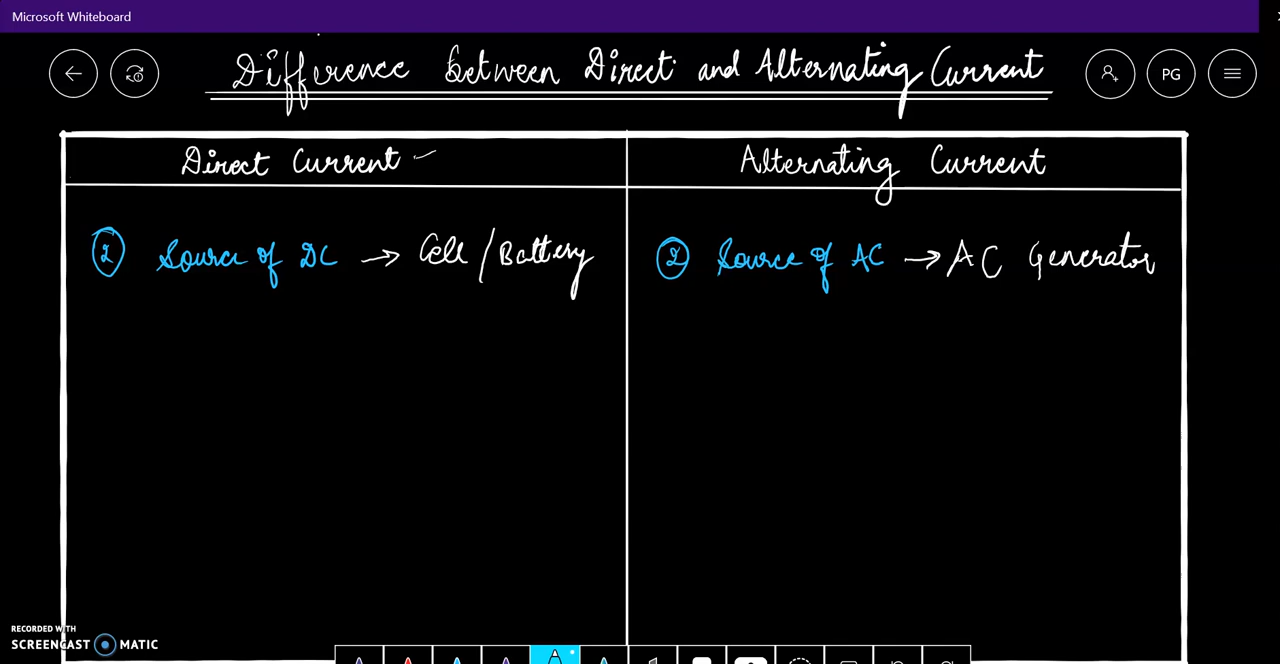 Microsoft Whiteboard
Difference between Direct and Alternating Current
PG
Direct Current
Alternating Current
1 Source of DC → Cell/Battery
1 Source of AC → AC Generator
RECORDED WITH
SCREENCAST MATIC